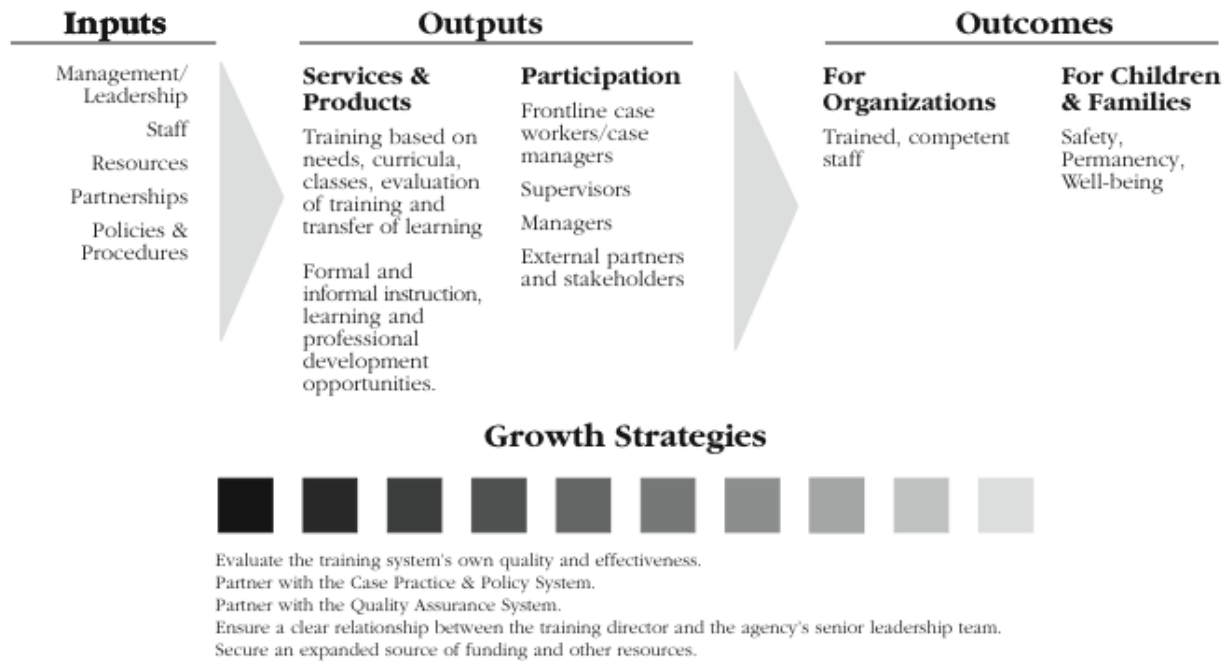 Inputs
Management/
Leadership
Staff
Resources
Partnerships
Policies &
Procedures
Outputs
Services &
Products
Training based on
needs, curricula,
classes, evaluation
of training and
transfer of learning
Formal and
informal instruction,
learning and
professional
development
opportunities.
Participation
Frontline case
workers/case
managers
Supervisors
Managers
External partners
and stakeholders
Outcomes
For
Organizations
Trained, competent
staff
For Children
& Families
Safety,
Permanency,
Well-being
Growth Strategies
Evaluate the training system's own quality and effectiveness.
Partner with the Case Practice & Policy System.
Partner with the Quality Assurance System.
Ensure a clear relationship between the training director and the agency's senior leadership team.
Secure an expanded source of funding and other resources.